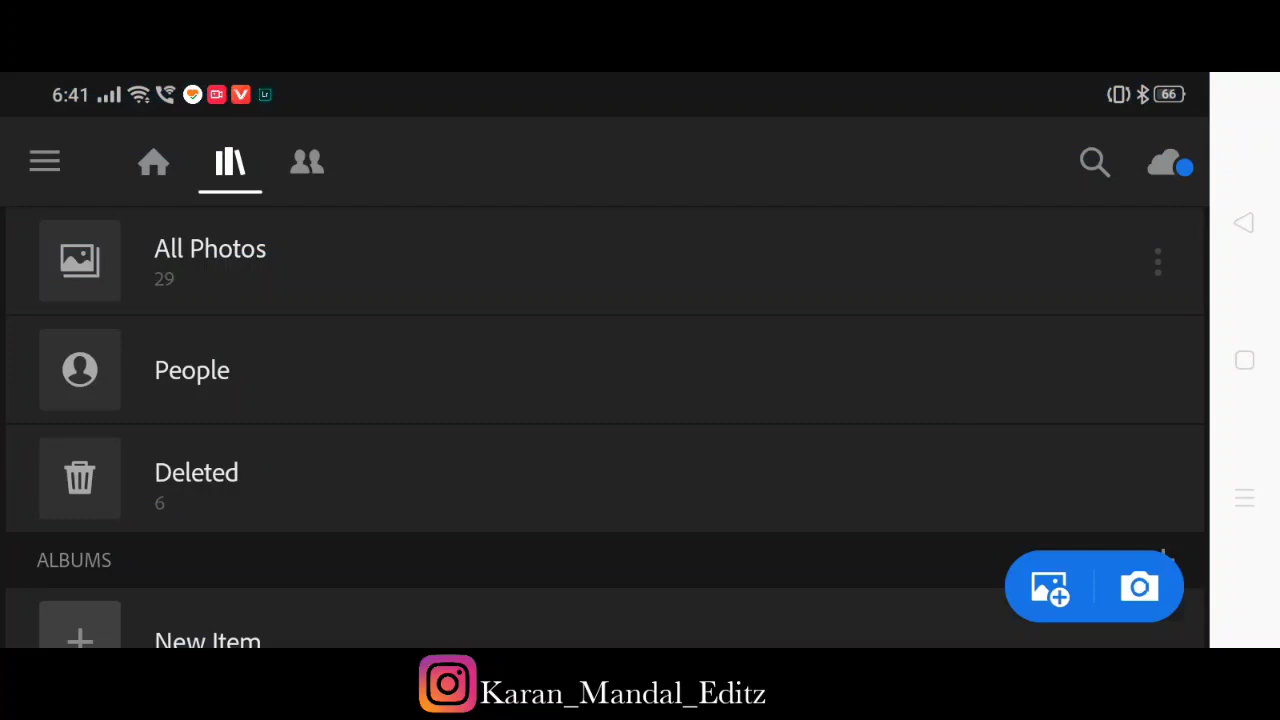 6:41 66
All Photos
29
People
Deleted
6
ALBUMS
New Item
Karan_Mandal_Editz